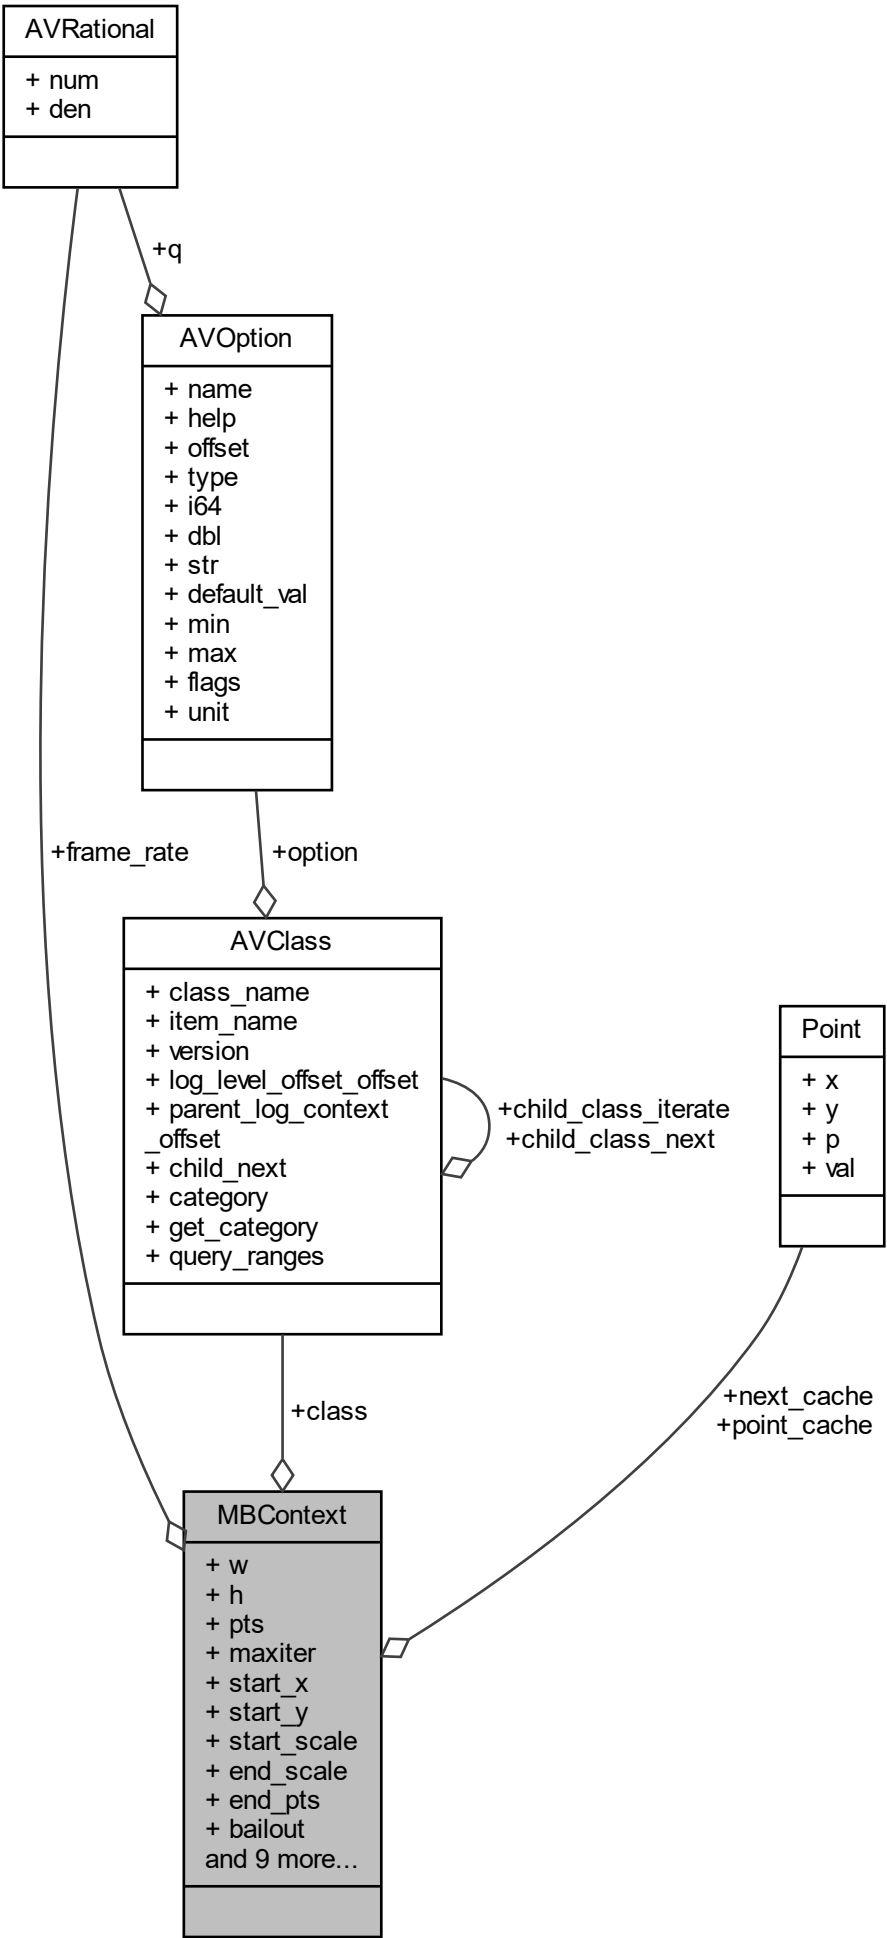 AVRational
+ num
+ den
+q
AVOption
+ name
+ help
+ offset
+ type
+ i64
+ dbl
+ str
+ default_val
+ min
+ max
+ flags
+ unit
+frame_rate
+option
AVClass
+ class_name
+ item_name
+ version
+ log_level_offset_offset
+ parent_log_context
_offset
+ child_next
+ category
+ get_category
+ query_ranges
+child_class_iterate
+child_class_next
Point
+ x
+ y
+ p
+ val
+class
+next_cache
+point_cache
MBContext
+ w
+ h
+ pts
+ maxiter
+ start_x
+ start_y
+ start_scale
+ end_scale
+ end_pts
+ bailout
and 9 more...